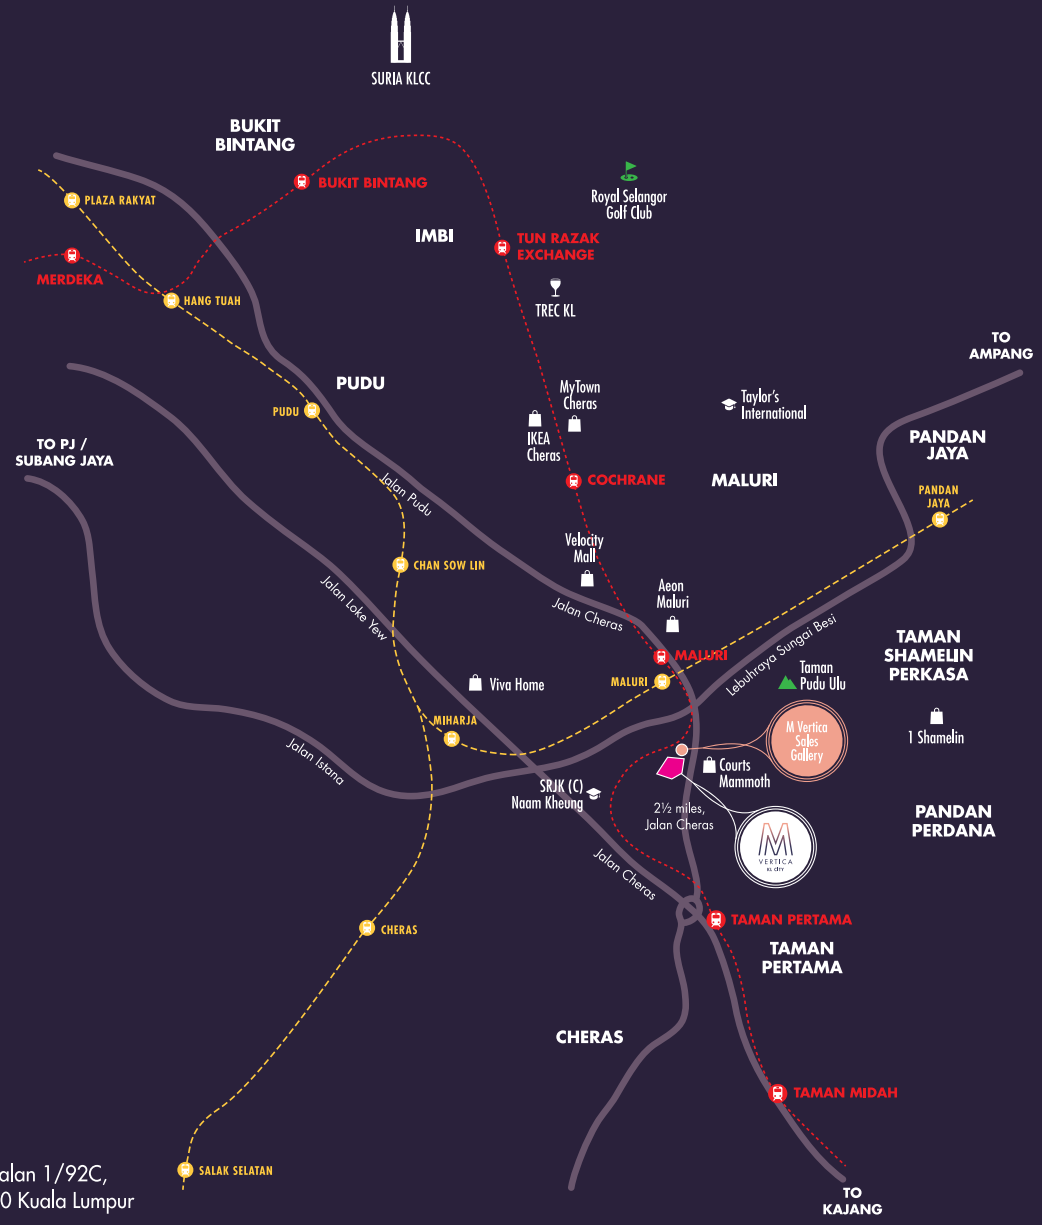 SURIA KLCC
BUKIT
BINTANG
BUKIT BINTANG
PLAZA RAKYAT
Royal Selangor
Golf Club
IMBI
TUN RAZAK
EXCHANGE
MERDEKA
HANG TUAH
TREC KL
TO
AMPANG
PUDU
PUDU
MyTown
Cheras
Taylor's
International
IKEA
Cheras
TO PJ /
SUBANG JAYA
PANDAN
JAYA
Jalan Pudu
COCHRANE
MALURI
PANDAN
JAYA
Velocity
Mall
CHAN SOW LIN
Jalan Loke Yew
Jalan Cheras
Aeon
Maluri
Lebuhraya Sungai Besi
TAMAN
SHAMELIN
PERKASA
MALURI
MALURI
Viva Home
Taman
Pudu Ulu
MIHARJA
M Vertica
Sales
Gallery
1 Shamelin
Jalan Istana
Courts
Mammoth
SRJK (C)
Naam Kheung
2½ miles,
Jalan Cheras
PANDAN
PERDANA
M
VERTICA
KL CITY
Jalan Cheras
TAMAN PERTAMA
CHERAS
TAMAN
PERTAMA
CHERAS
TAMAN MIDAH
SALAK SELATAN
alan 1/92C,
0 Kuala Lumpur
TO
KAJANG